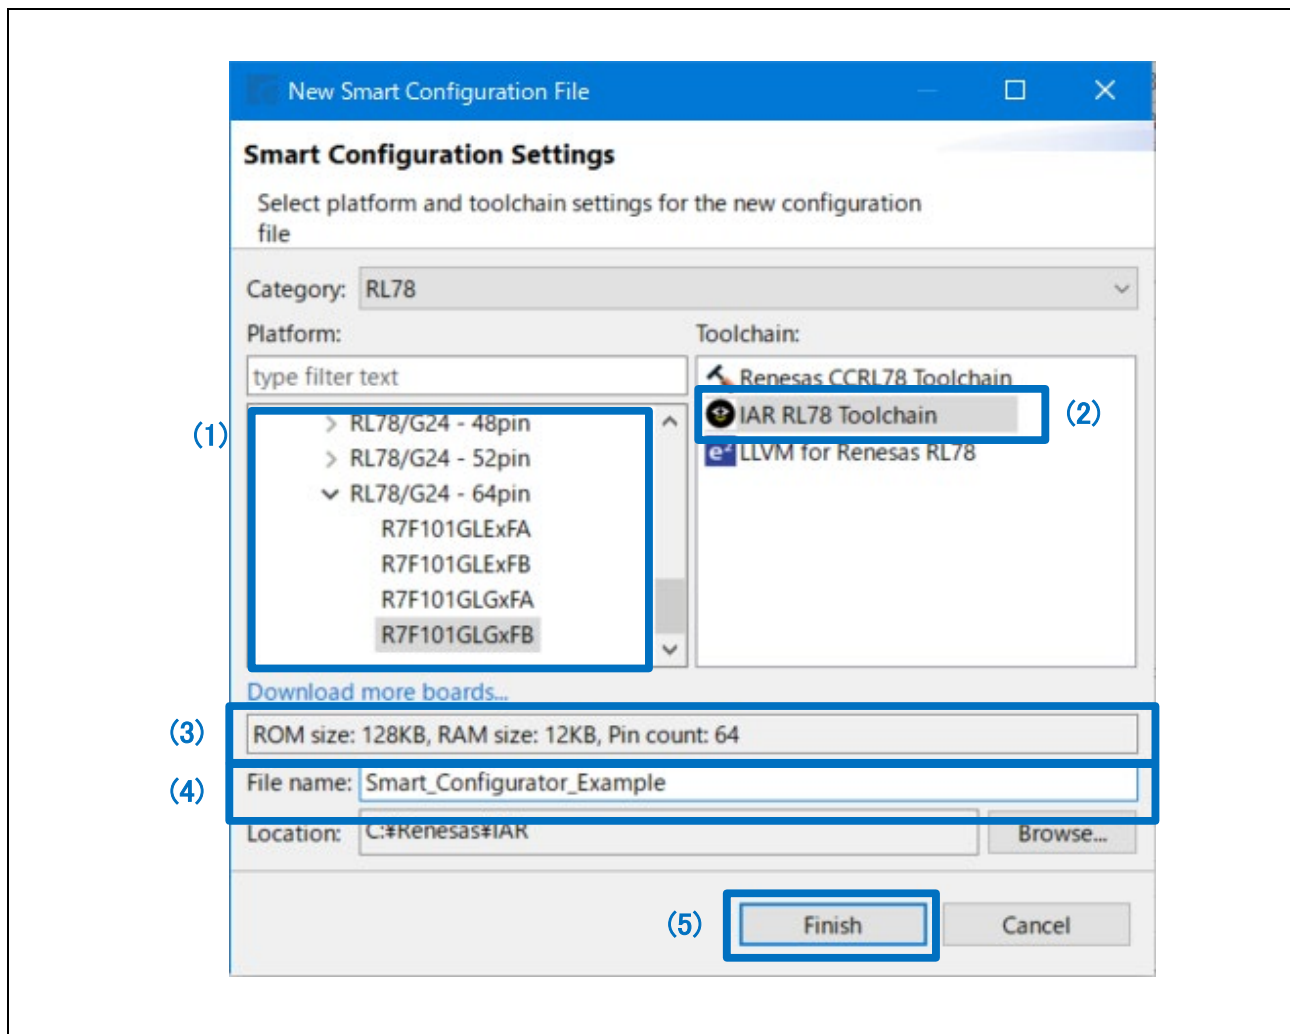 New Smart Configuration File
Smart Configuration Settings
Select platform and toolchain settings for the new configuration
file
Category: RL78
Platform:
Toolchain:
type filter text
(1)
RL78/G24 - 48pin
RL78/G24 - 52pin
RL78/G24 - 64pin
R7F101GLExFA
R7F101GLExFB
R7F101GLGxFA
R7F101GLGxFB
Renesas CCRL78 Toolchain
IAR RL78 Toolchain
(2)
e² LLVM for Renesas RL78
Download more boards...
(3)
ROM size: 128KB, RAM size: 12KB, Pin count: 64
(4)
File name: Smart_Configurator_Example
Location: C:¥Renesas¥IAR
Browse...
(5)
Finish
Cancel